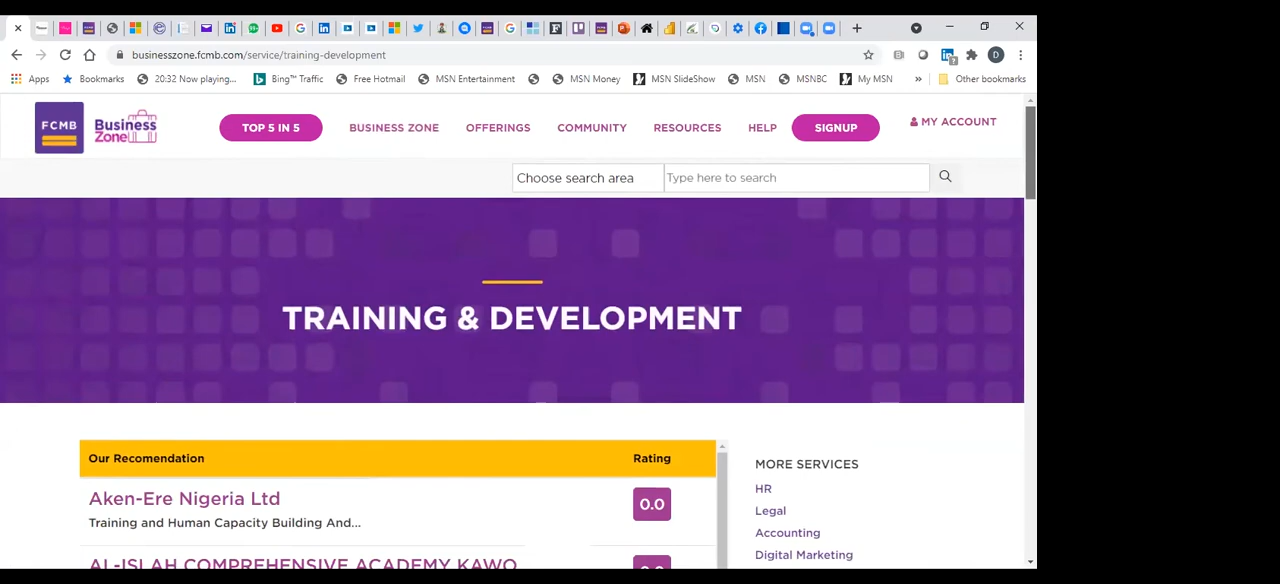 businesszone.fcmb.com/service/training-development
D
Apps Bookmarks 20:32 Now playing... Bing™ Traffic Free Hotmail MSN Entertainment MSN Money MSN SlideShow MSN MSNBC My MSN » Other bookmarks
FCMB Business Zone TOP 5 IN 5 BUSINESS ZONE OFFERINGS COMMUNITY RESOURCES HELP SIGNUP MY ACCOUNT
Choose search area Type here to search
TRAINING & DEVELOPMENT
Our Recomendation Rating
MORE SERVICES
HR
Aken-Ere Nigeria Ltd 0.0
Legal
Training and Human Capacity Building And...
Accounting
Digital Marketing
AL-ISLAH COMPREHENSIVE ACADEMY KAWO